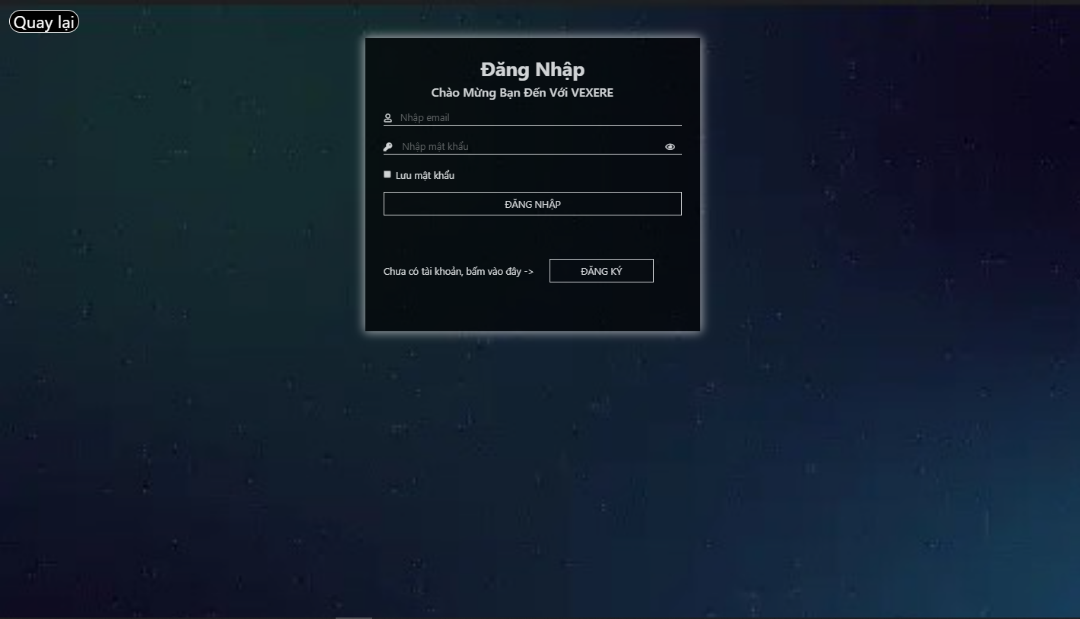 Quay lại
Đăng Nhập
Chào Mừng Bạn Đến Với VEXERE
Nhập email
Nhập mật khẩu
Lưu mật khẩu
ĐĂNG NHẬP
Chưa có tài khoản, bấm vào đây -> ĐĂNG KÝ